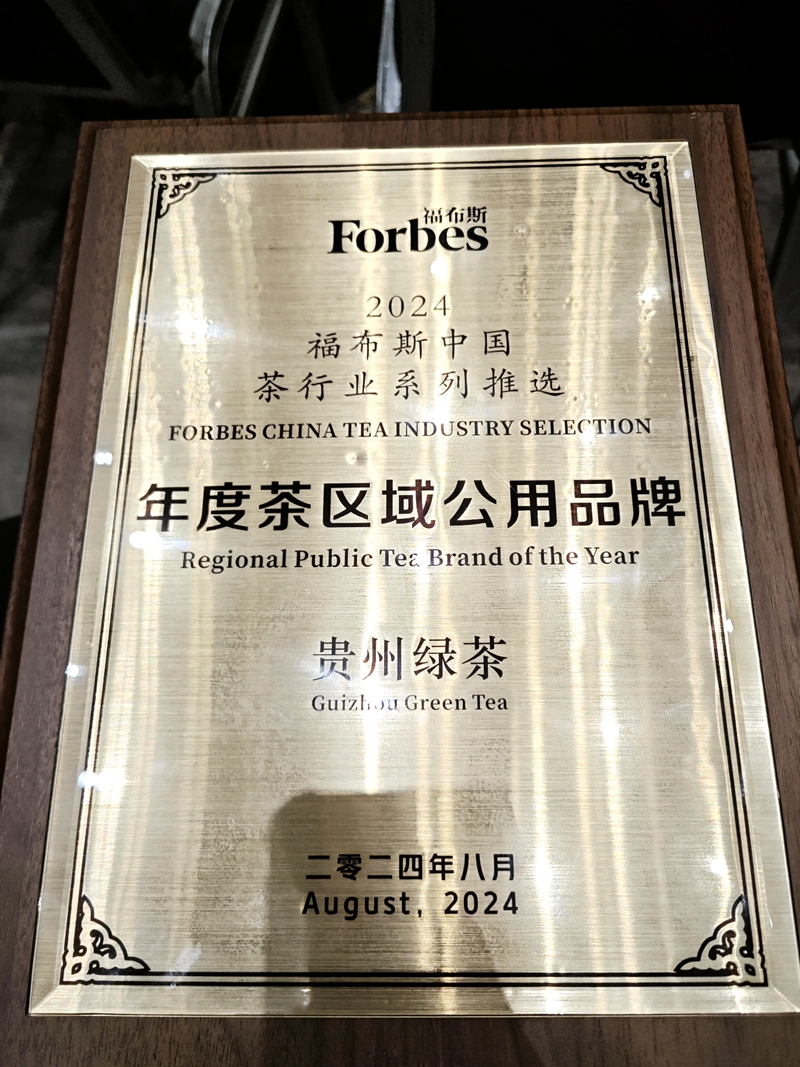 福布斯
Forbes
2024
福布斯中国
茶行业系列推选
FORBES CHINA TEA INDUSTRY SELECTION
年度茶区域公用品牌
Regional Public Tea Brand of the Year
贵州绿茶
Guizhou Green Tea
二零二四年八月
August, 2024